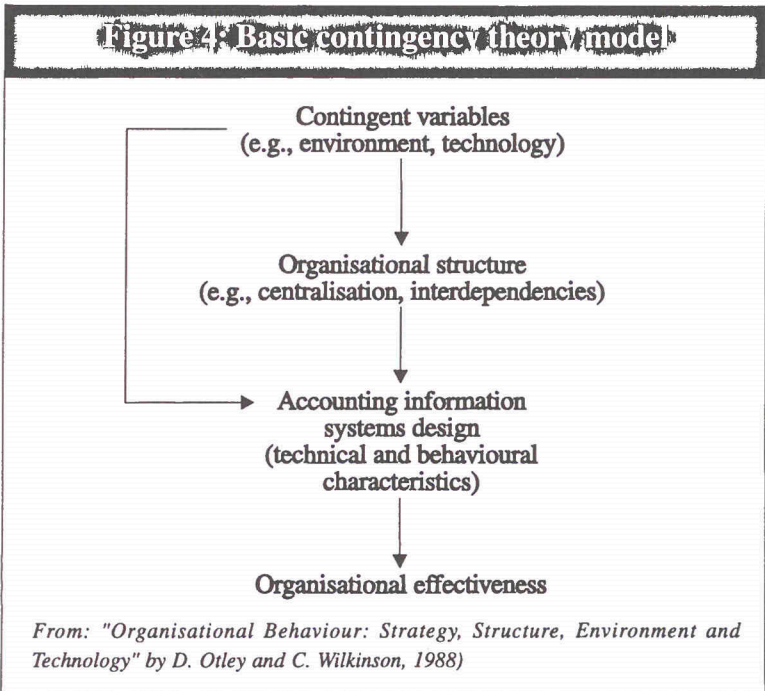 Figure 4: Basic contingency theory model
Contingent variables
(e.g., environment, technology)
Organisational structure
(e.g., centralisation, interdependencies)
Accounting information
systems design
(technical and behavioural
characteristics)
Organisational effectiveness
From: "Organisational Behaviour: Strategy, Structure, Environment and
Technology" by D. Otley and C. Wilkinson, 1988)